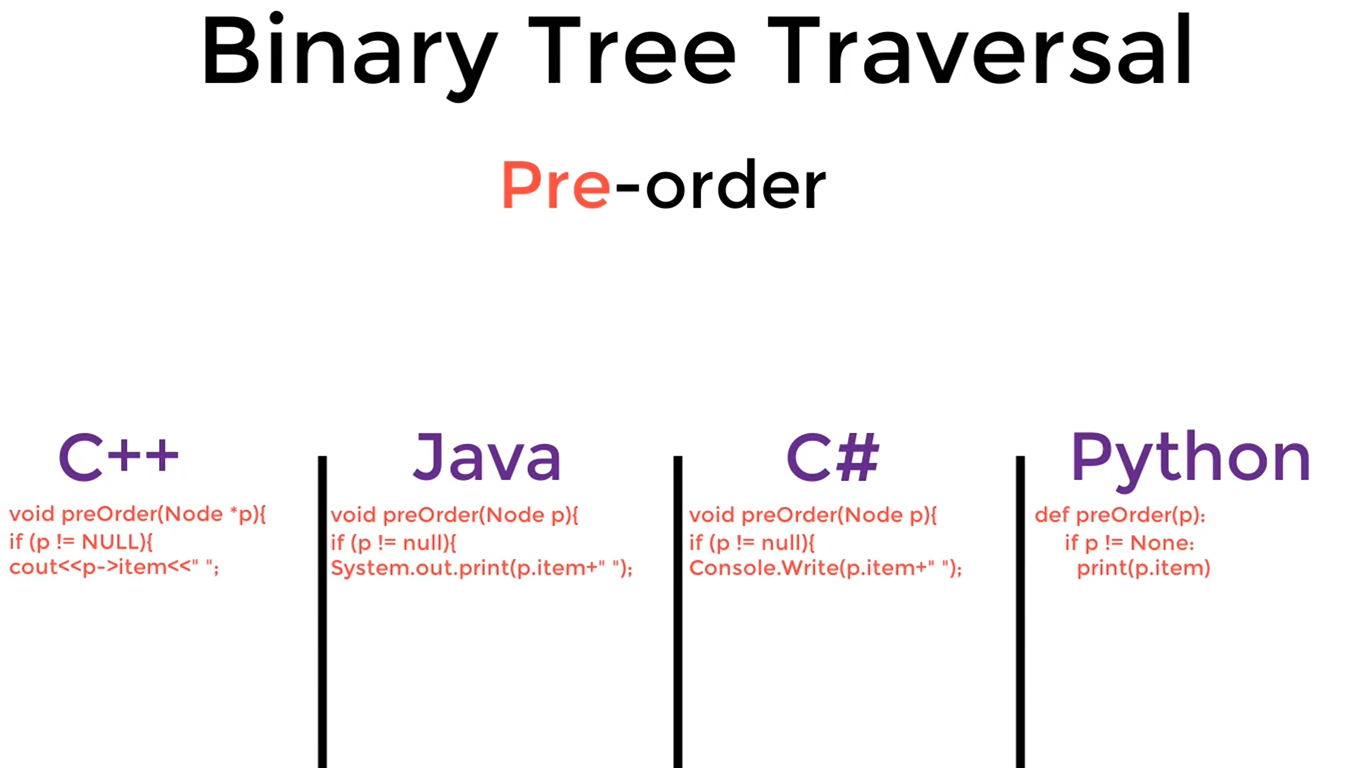 Binary Tree Traversal
Pre-order
C++
void preOrder(Node *p){
if (p != NULL){
cout<<p->item<<" ";
Java
void preOrder(Node p){
if (p != null){
System.out.print(p.item+" ");
C#
void preOrder(Node p){
if (p != null){
Console.Write(p.item+" ");
Python
def preOrder(p):
if p != None:
print(p.item)